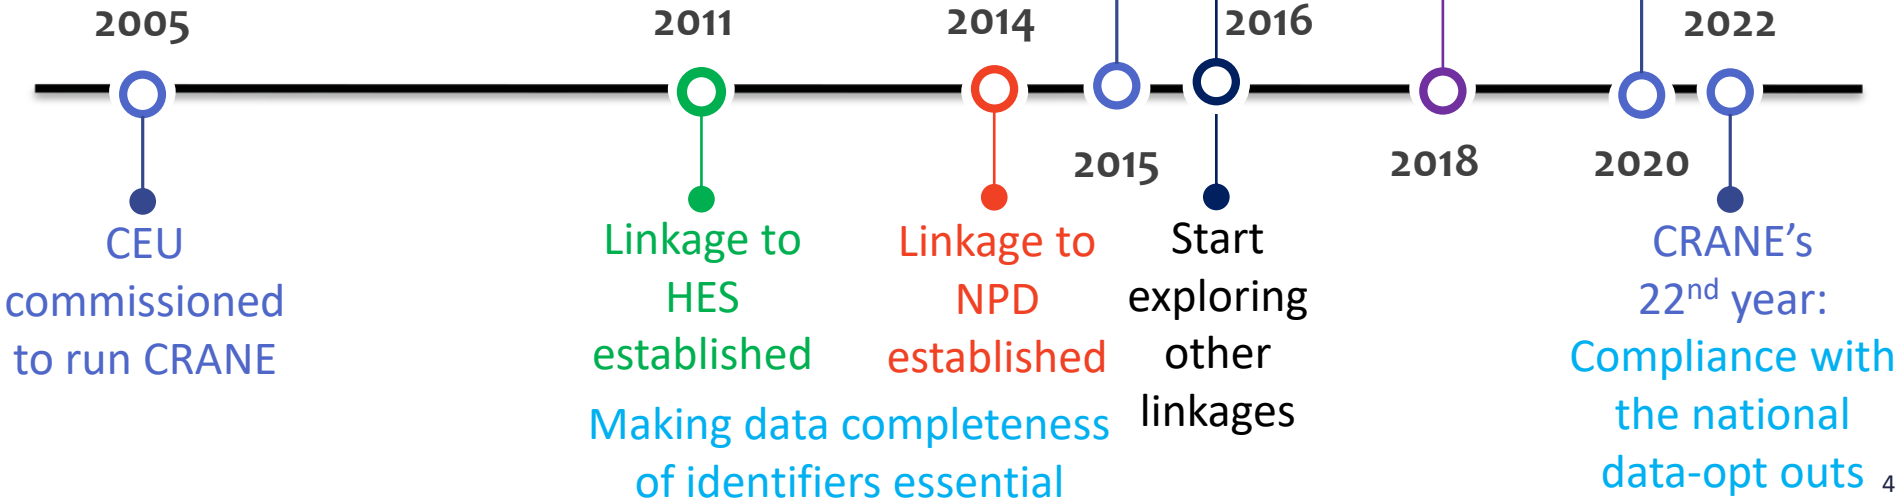 2005
2011
2014
2016
2022
2015
2018
2020
CEU
commissioned
to run CRANE
Linkage to
HES
established
Linkage to
NPD
established
Making data completeness
of identifiers essential
Start
exploring
other
linkages
CRANE’s
22nd year:
Compliance with
the national
data-opt outs
4